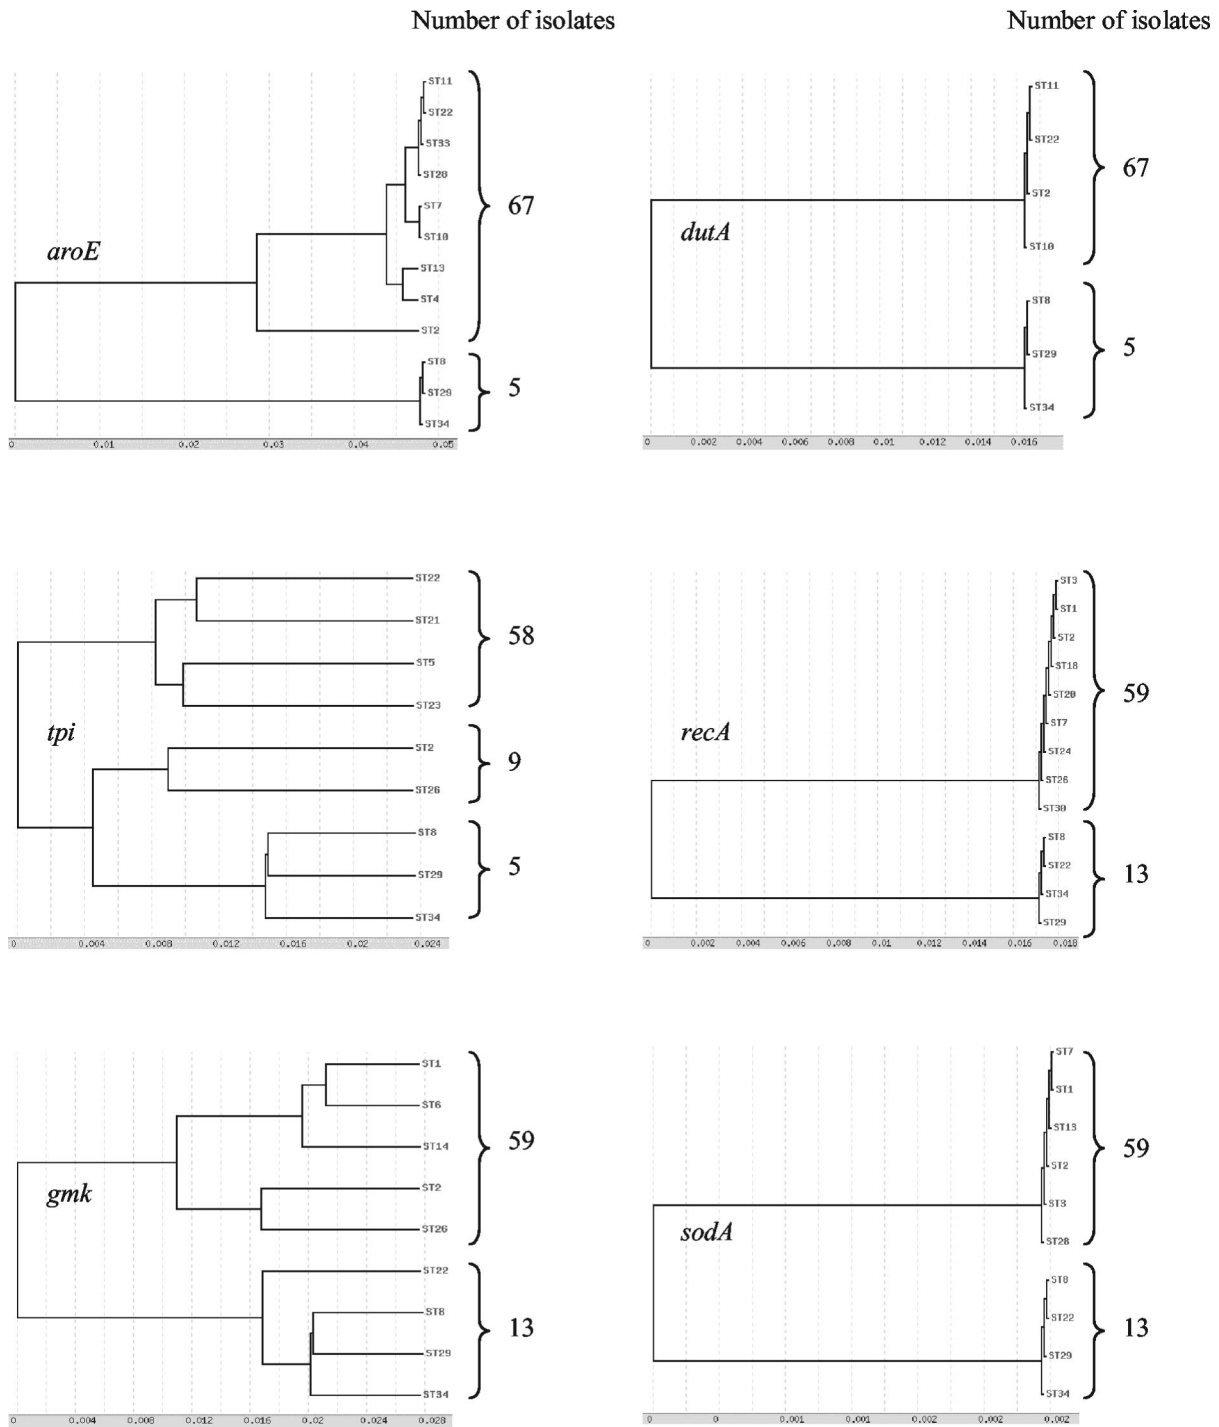 Number of isolates
Number of isolates
ST11
ST22
ST33
ST28
ST7
ST18
ST13
ST4
ST2
ST8
ST29
ST34
aroE
67
5
0 0.01 0.02 0.03 0.04 0.05
ST11
ST22
ST2
ST18
ST8
ST29
ST34
dutA
67
5
0 0.002 0.004 0.006 0.008 0.01 0.012 0.014 0.016
ST22
ST21
ST5
ST23
ST2
ST26
ST8
ST29
ST34
tpi
58
9
5
0 0.004 0.008 0.012 0.016 0.02 0.024
ST3
ST1
ST2
ST18
ST20
ST7
ST24
ST26
ST30
ST8
ST22
ST34
ST29
recA
59
13
0 0.002 0.004 0.006 0.008 0.01 0.012 0.014 0.016 0.018
ST1
ST6
ST14
ST2
ST26
ST22
ST8
ST29
ST34
gmk
59
13
0 0.004 0.008 0.012 0.016 0.02 0.024 0.028
ST7
ST1
ST13
ST2
ST3
ST28
ST8
ST22
ST29
ST34
sodA
59
13
0 0 0.001 0.001 0.002 0.002 0.002